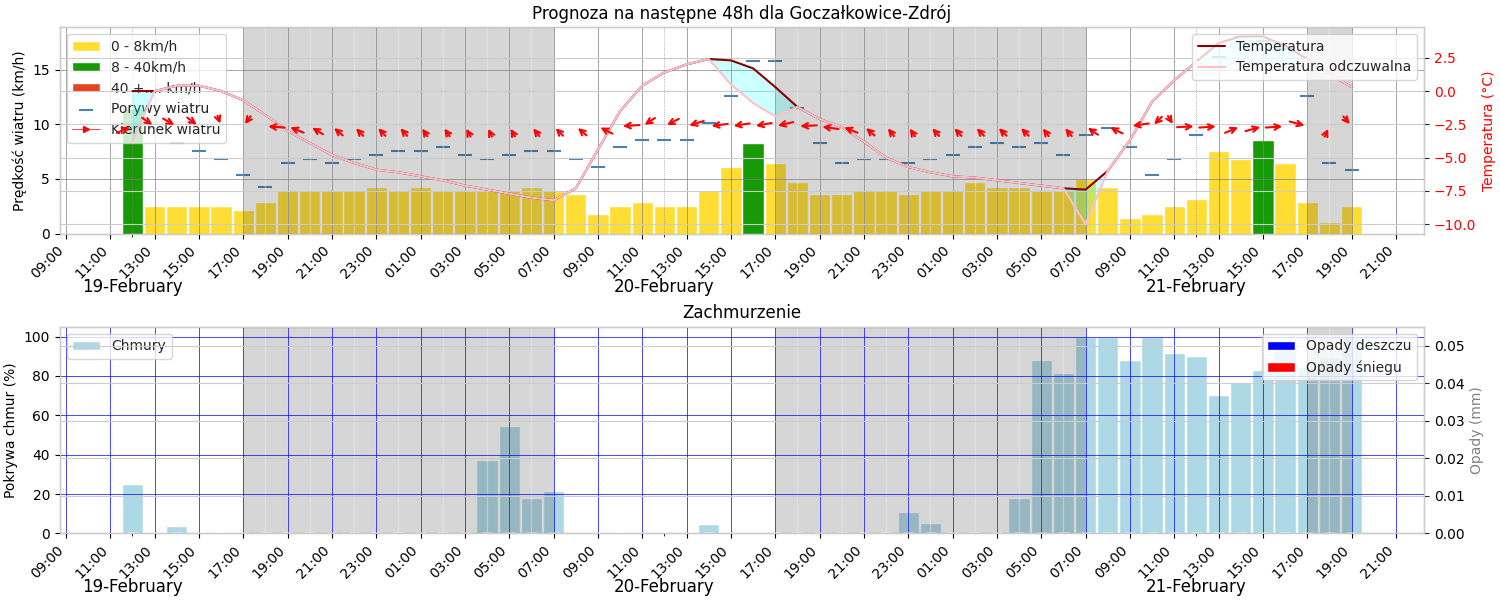 Prognoza na następne 48h dla Goczałkowice-Zdrój
Prędkość wiatru (km/h)
15
10
5
0
0 - 8km/h
8 - 40km/h
40 + ... km/h
Porywy wiatru
Kierunek wiatru
Temperatura
Temperatura odczuwalna
2.5
0.0
−2.5
−5.0
−7.5
−10.0
Temperatura (°C)
09:00 11:00 13:00 15:00 17:00 19:00 21:00 23:00 01:00 03:00 05:00 07:00 09:00 11:00 13:00 15:00 17:00 19:00 21:00 23:00 01:00 03:00 05:00 07:00 09:00 11:00 13:00 15:00 17:00 19:00 21:00
19-February 20-February 21-February
Zachmurzenie
Pokrywa chmur (%)
100
80
60
40
20
0
Chmury
Opady deszczu
Opady śniegu
0.05
0.04
0.03
0.02
0.01
0.00
Opady (mm)
09:00 11:00 13:00 15:00 17:00 19:00 21:00 23:00 01:00 03:00 05:00 07:00 09:00 11:00 13:00 15:00 17:00 19:00 21:00 23:00 01:00 03:00 05:00 07:00 09:00 11:00 13:00 15:00 17:00 19:00 21:00
19-February 20-February 21-February